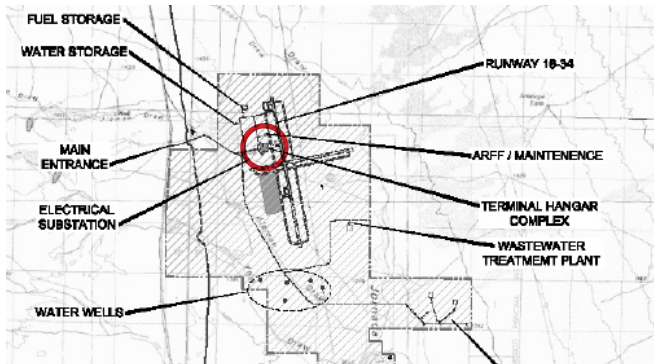 FUEL STORAGE
WATER STORAGE
RUNWAY 16-34
MAIN
ENTRANCE
ARFF / MAINTENENCE
ELECTRICAL
SUBSTATION
TERMINAL HANGAR
COMPLEX
WASTEWATER
TREATMEMT PLANT
WATER WELLS
Draw